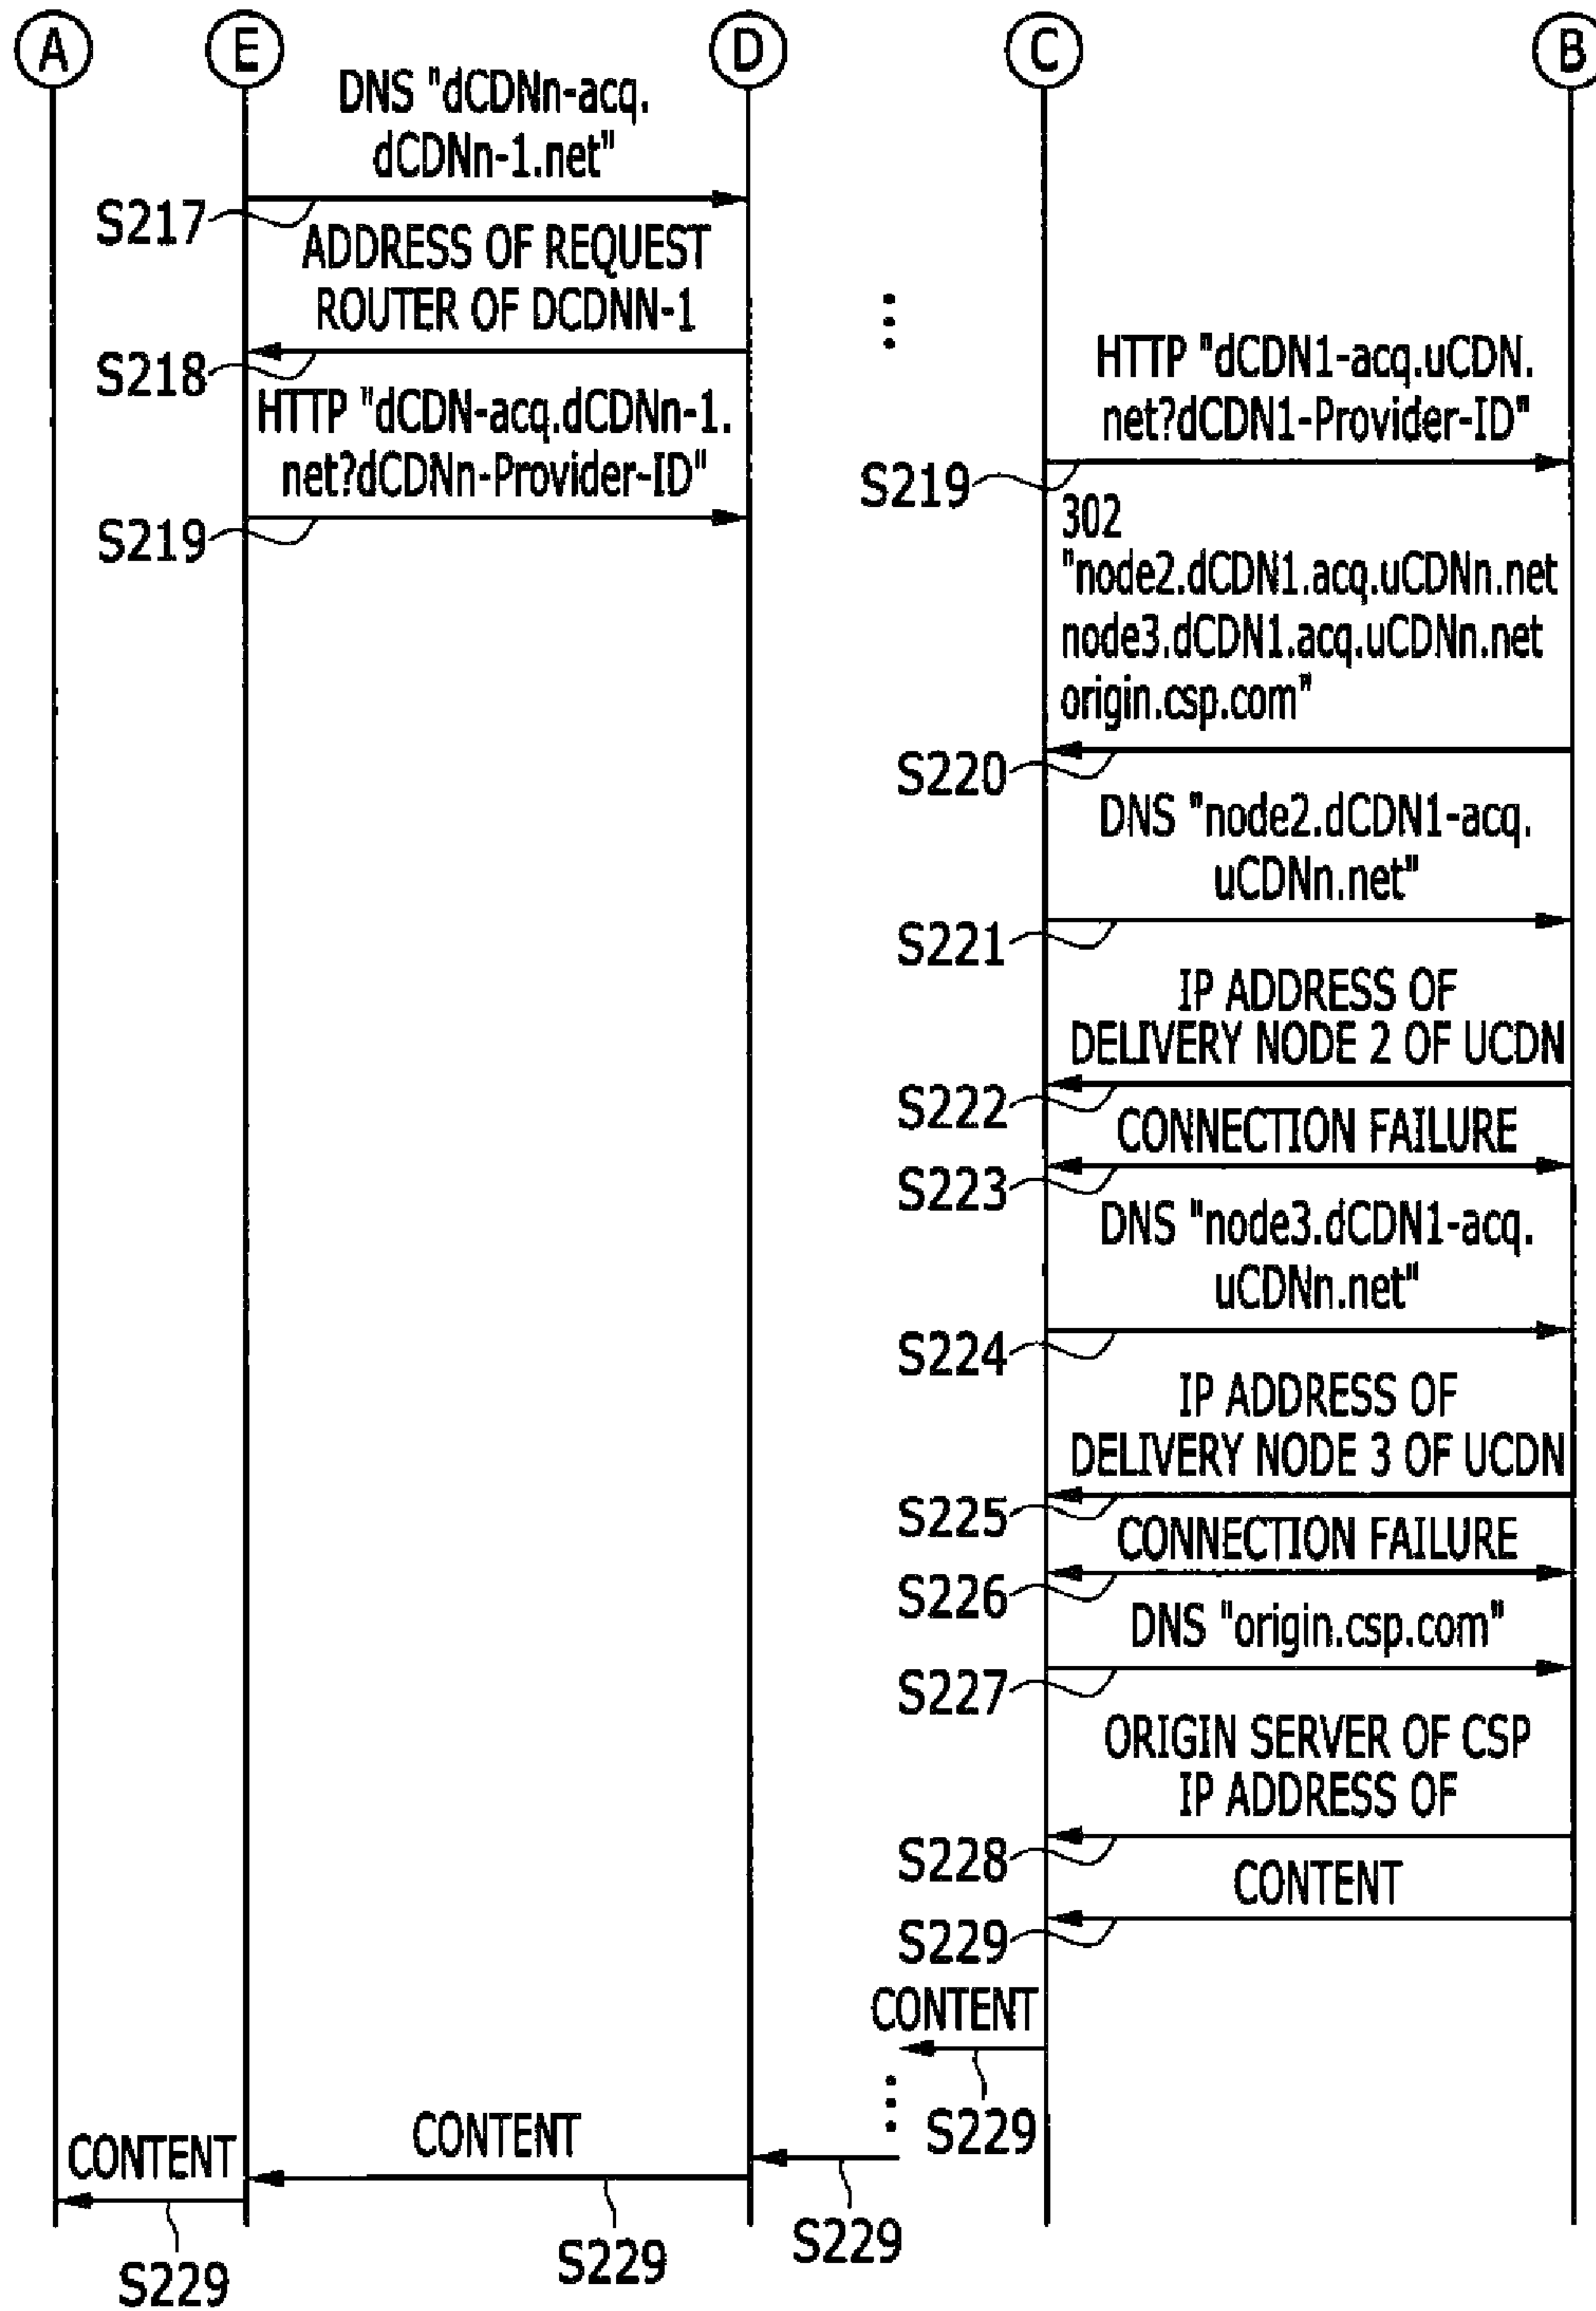 A E D C B
DNS "dCDNn-acq.
dCDNn-1.net"
S217
ADDRESS OF REQUEST
ROUTER OF DCDNN-1
S218
HTTP "dCDN-acq.dCDNn-1.
net?dCDNn-Provider-ID"
S219
HTTP "dCDN1-acq.uCDN.
net?dCDN1-Provider-ID"
S219
302
"node2.dCDN1.acq.uCDNn.net
node3.dCDN1.acq.uCDNn.net
origin.csp.com"
S220
DNS "node2.dCDN1-acq.
uCDNn.net"
S221
IP ADDRESS OF
DELIVERY NODE 2 OF UCDN
S222
CONNECTION FAILURE
S223
DNS "node3.dCDN1-acq.
uCDNn.net"
S224
IP ADDRESS OF
DELIVERY NODE 3 OF UCDN
S225
CONNECTION FAILURE
S226
DNS "origin.csp.com"
S227
ORIGIN SERVER OF CSP
IP ADDRESS OF
S228
CONTENT
S229
CONTENT
S229
S229
CONTENT
S229
CONTENT
S229